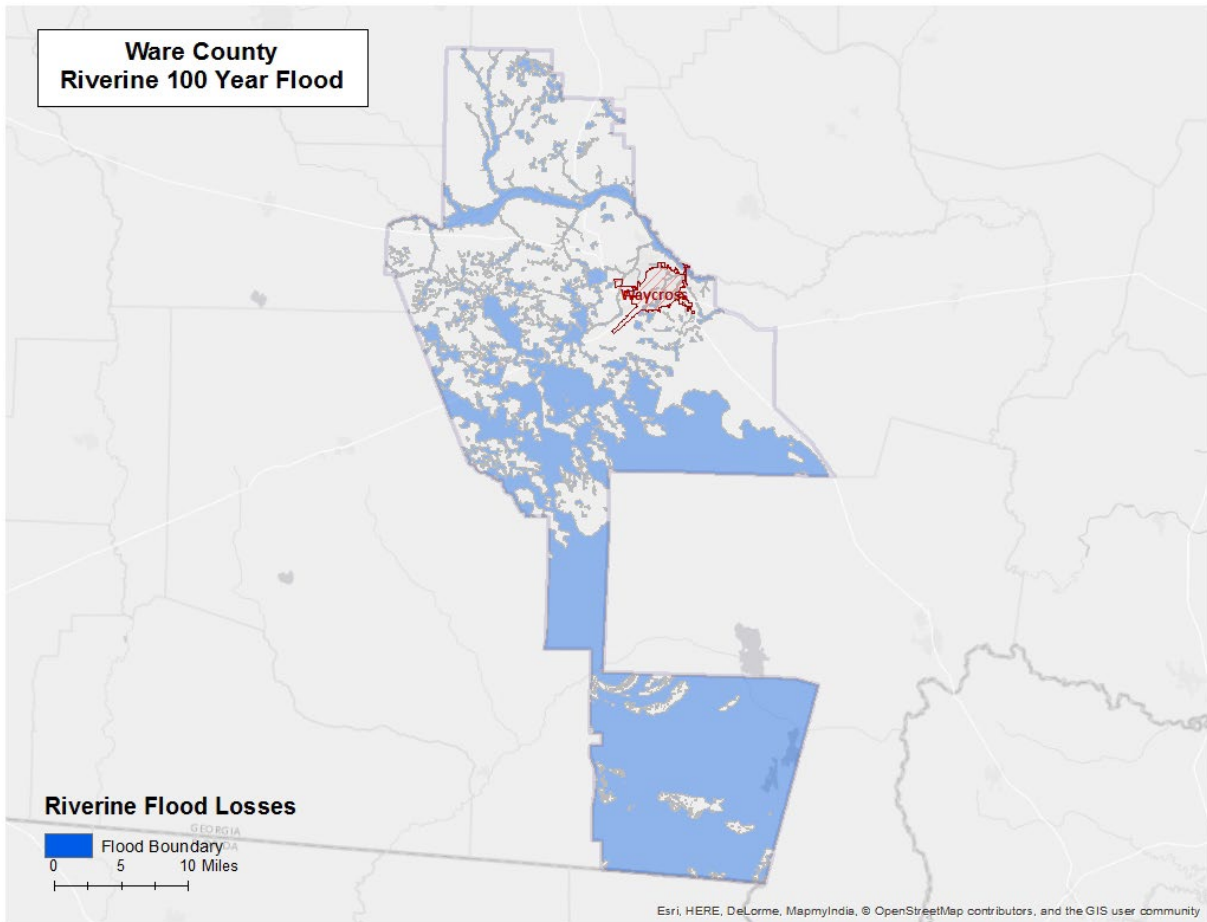 Ware County
Riverine 100 Year Flood
Waycross
Riverine Flood Losses
GEORGIA
Flood Boundary
0 5 10 Miles
Esri, HERE, DeLorme, MapmyIndia, © OpenStreetMap contributors, and the GIS user community